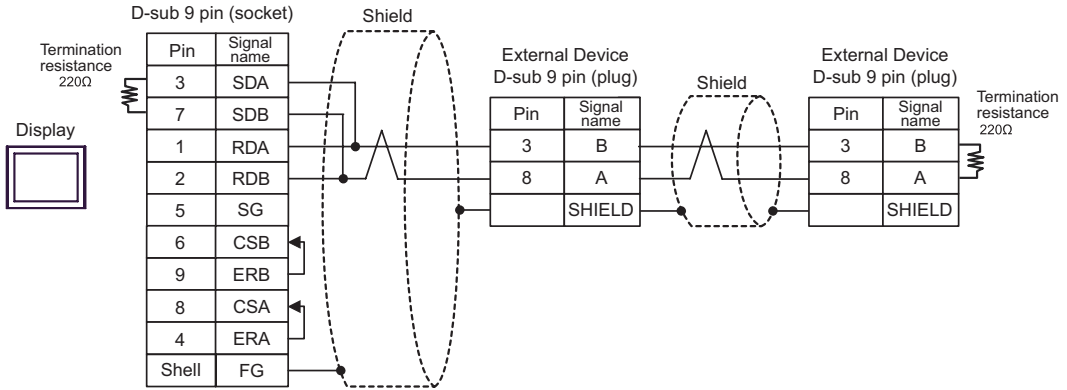 D-sub 9 pin (socket)
Shield
Termination
resistance
220Ω
Display
Pin Signal name
3 SDA
7 SDB
1 RDA
2 RDB
5 SG
6 CSB
9 ERB
8 CSA
4 ERA
Shell FG
External Device
D-sub 9 pin (plug)
Pin Signal name
3 B
8 A
SHIELD
Shield
External Device
D-sub 9 pin (plug)
Pin Signal name
3 B
8 A
SHIELD
Termination
resistance
220Ω